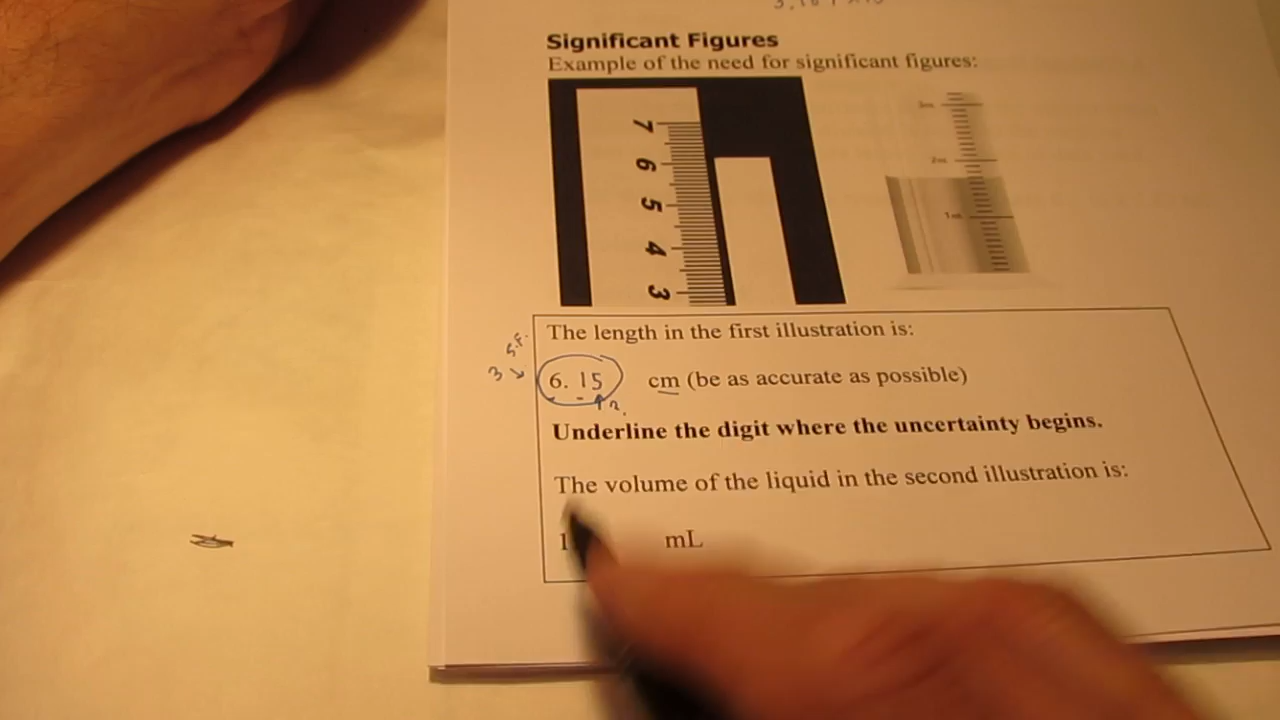 Significant Figures
Example of the need for significant figures:
7
6
5
4
3
The length in the first illustration is:
3 S.F.
6. 15 cm (be as accurate as possible)
Underline the digit where the uncertainty begins.
The volume of the liquid in the second illustration is:
1 mL